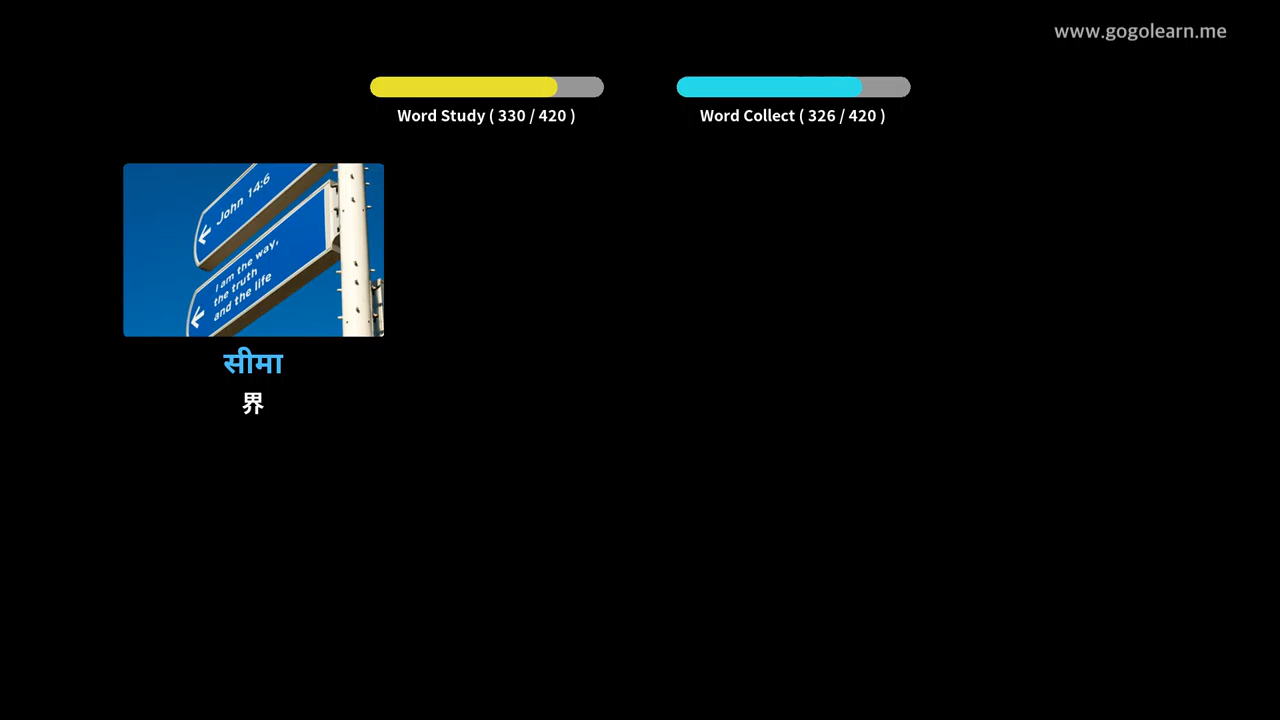 www.gogolearn.me
Word Study ( 330 / 420 )
Word Collect ( 326 / 420 )
John 14:6
I am the way,
the truth
and the life
सीमा
界